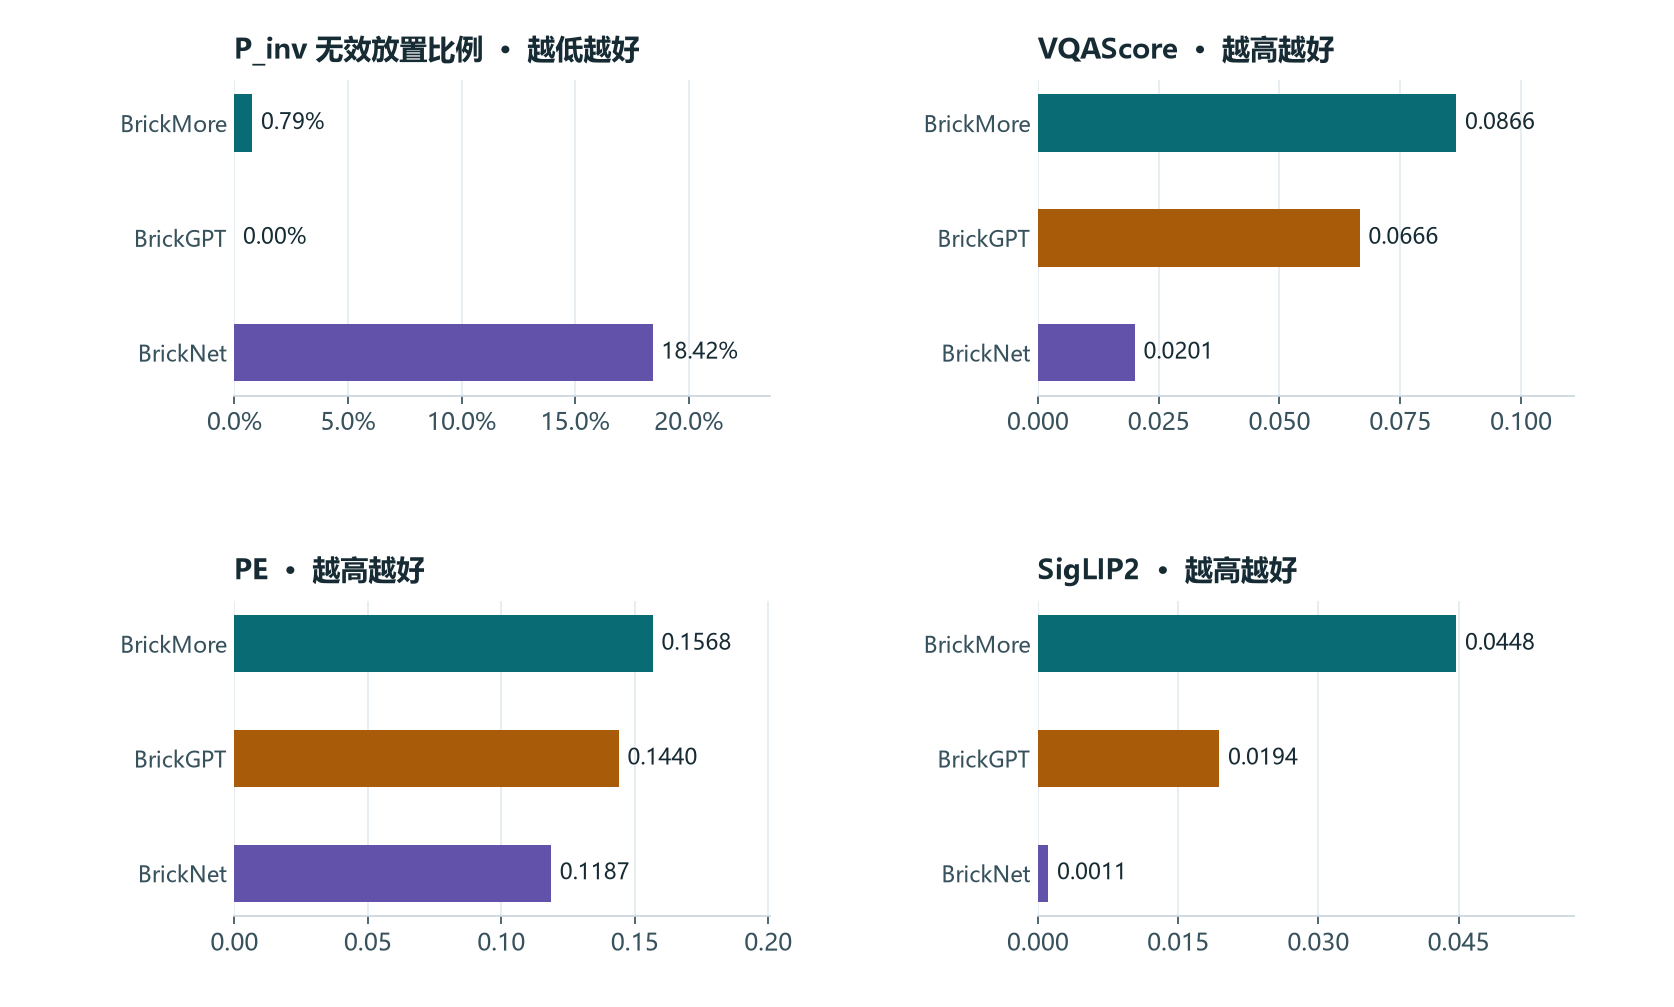 P_inv 无效放置比例 • 越低越好
BrickMore 0.79%
BrickGPT 0.00%
BrickNet 18.42%
0.0% 5.0% 10.0% 15.0% 20.0%
VQAScore • 越高越好
BrickMore 0.0866
BrickGPT 0.0666
BrickNet 0.0201
0.000 0.025 0.050 0.075 0.100
PE • 越高越好
BrickMore 0.1568
BrickGPT 0.1440
BrickNet 0.1187
0.00 0.05 0.10 0.15 0.20
SigLIP2 • 越高越好
BrickMore 0.0448
BrickGPT 0.0194
BrickNet 0.0011
0.000 0.015 0.030 0.045